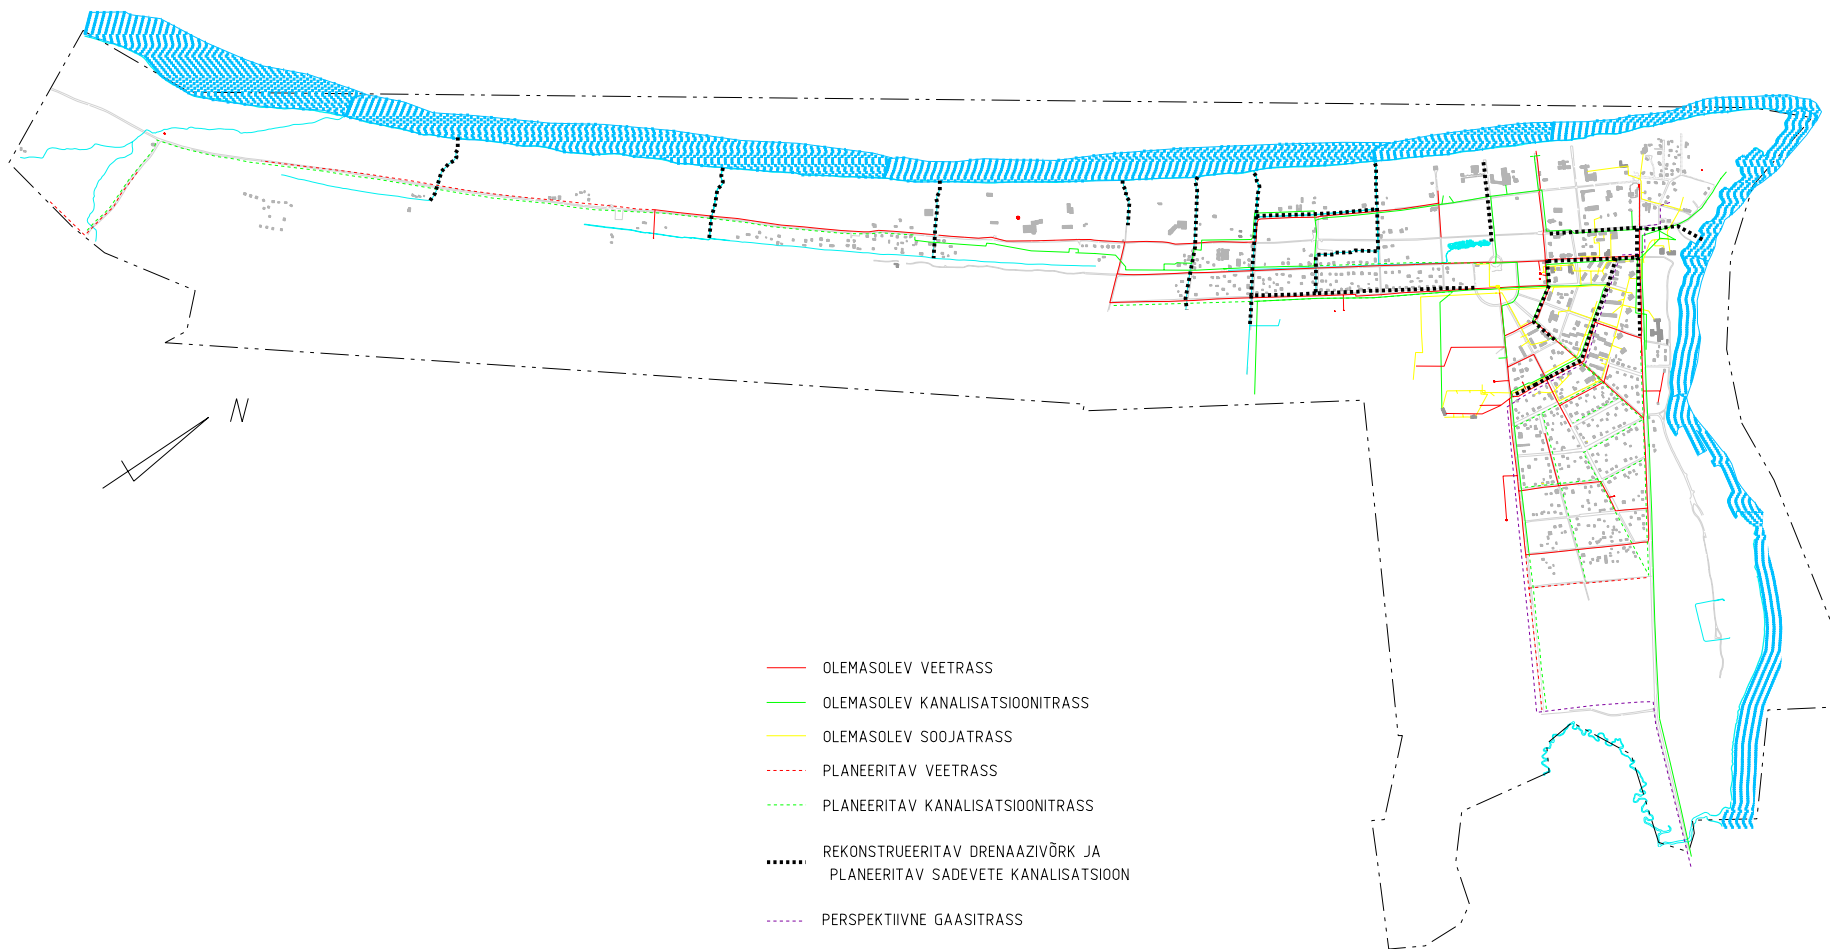 N
OLEMASOLEV VEETRASS
OLEMASOLEV KANALISATSIOONITRASS
OLEMASOLEV SOOJATRASS
PLANEERITAV VEETRASS
PLANEERITAV KANALISATSIOONITRASS
REKONSTRUEERITAV DRENAAZIVÕRK JA
PLANEERITAV SADEVETE KANALISATSIOON
PERSPEKTIIVNE GAASITRASS